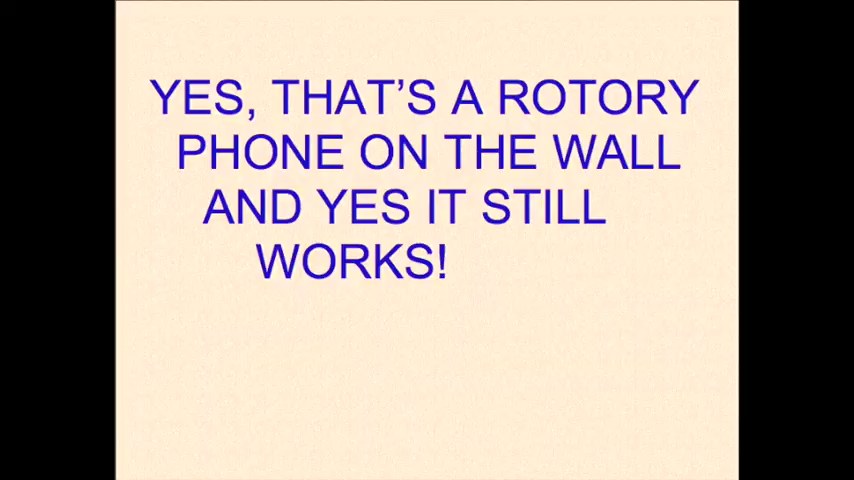 YES, THAT’S A ROTORY
PHONE ON THE WALL
AND YES IT STILL
WORKS!